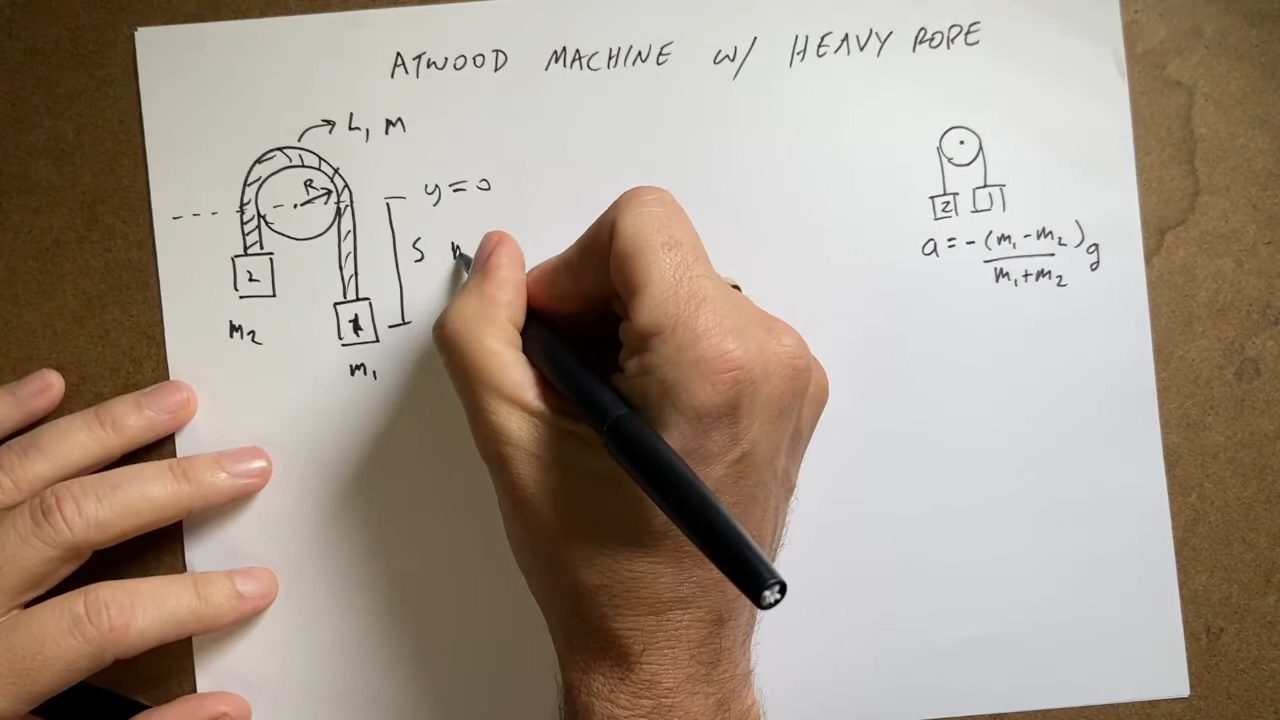 ATWOOD MACHINE W/ HEAVY ROPE
L, M
R
y=0
S
2
m₂
1
m₁
2 1
a = - (m₁ - m₂)g
m₁+m₂